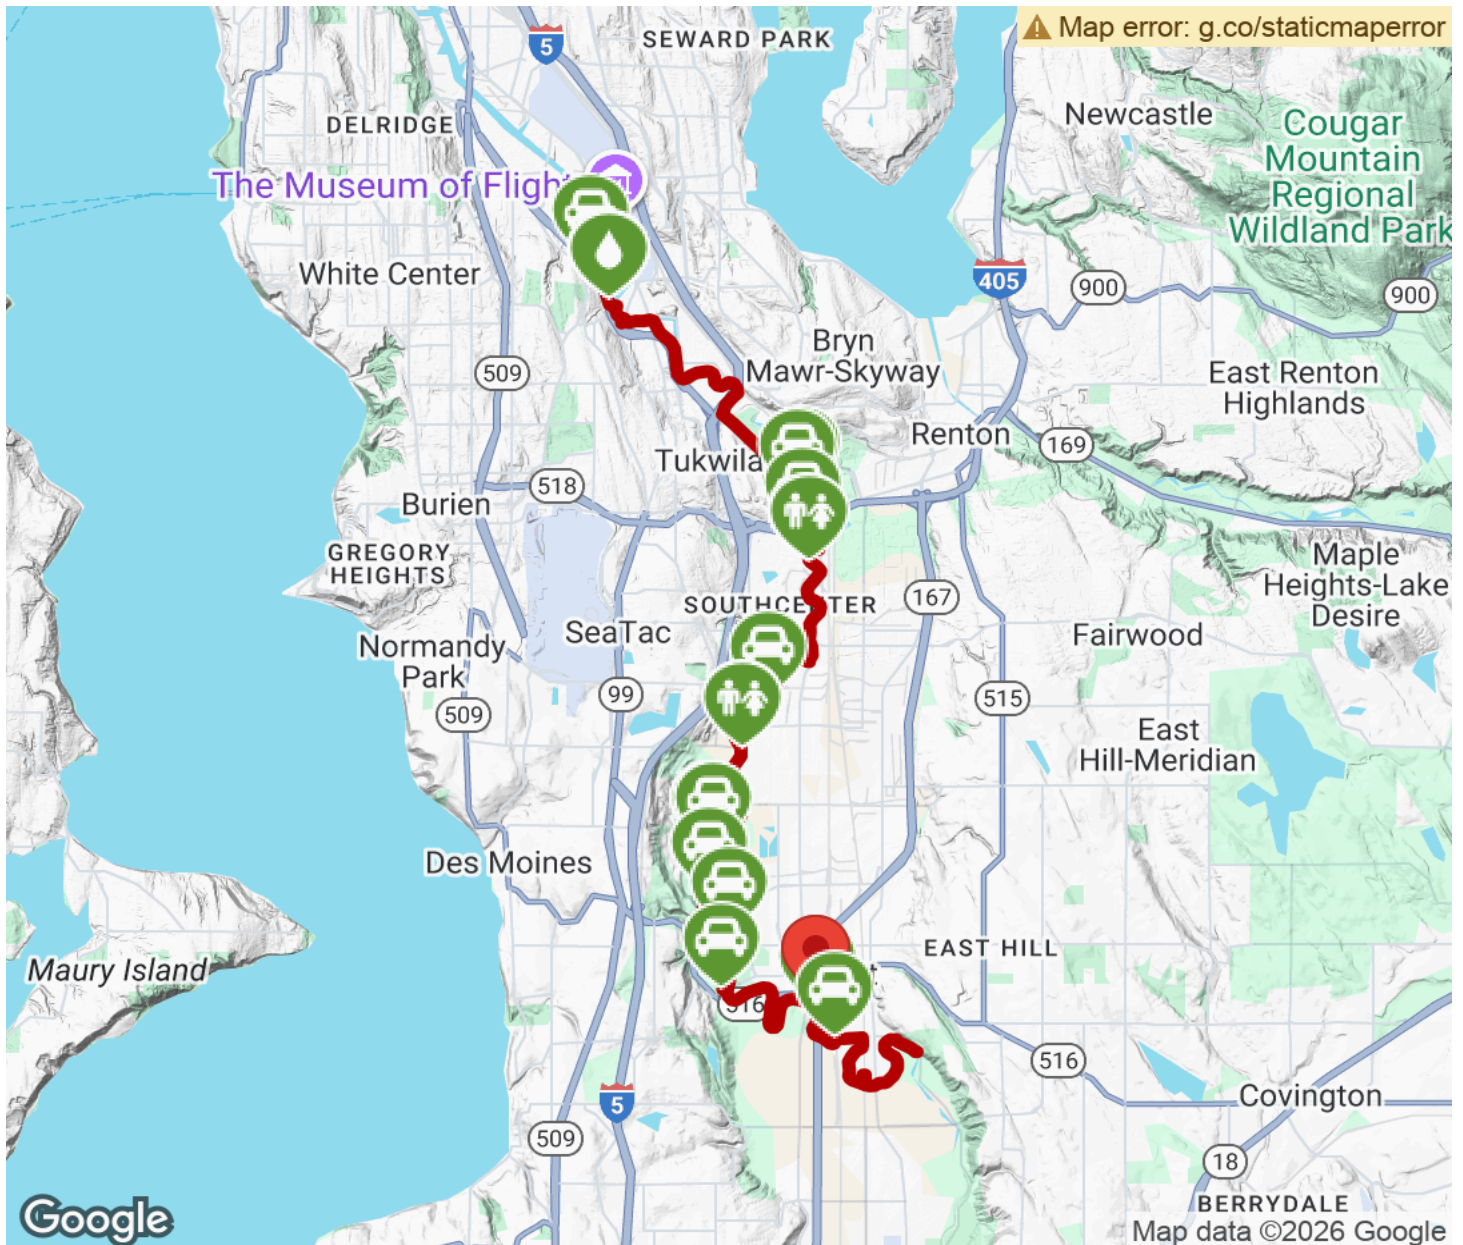 Map error: g.co/staticmaperror
5
SEWARD PARK
Newcastle
DELRIDGE
Cougar
Mountain
Regional
Wildland Park
The Museum of Flight
White Center
405
900
900
Bryn
Mawr-Skyway
509
East Renton
Highlands
Renton
169
Tukwila
518
Burien
GREGORY
HEIGHTS
Maple
Heights-Lake
Desire
SOUTHCENTER
167
SeaTac
Fairwood
Normandy
Park
99
515
509
East
Hill-Meridian
Des Moines
EAST HILL
Maury Island
516
516
5
Covington
509
18
BERRYDALE
Google
Map data ©2026 Google